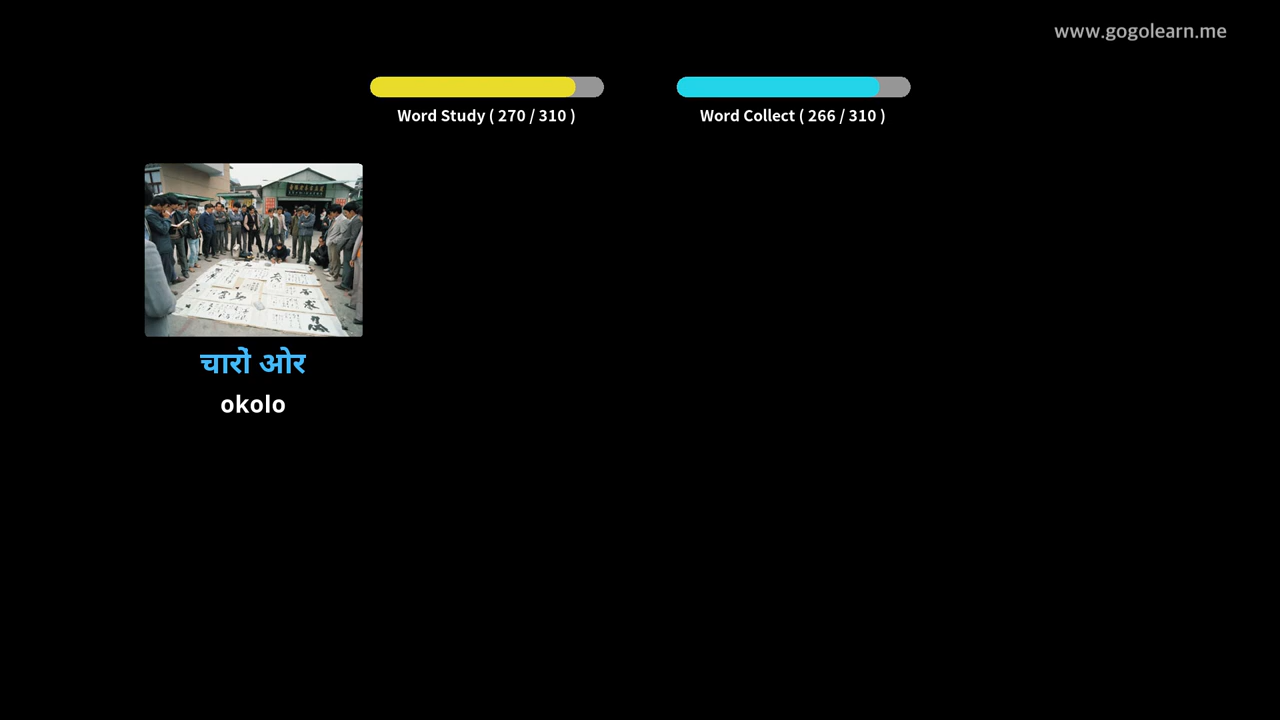 www.gogolearn.me
Word Study ( 270 / 310 )
Word Collect ( 266 / 310 )
चारों ओर
okolo